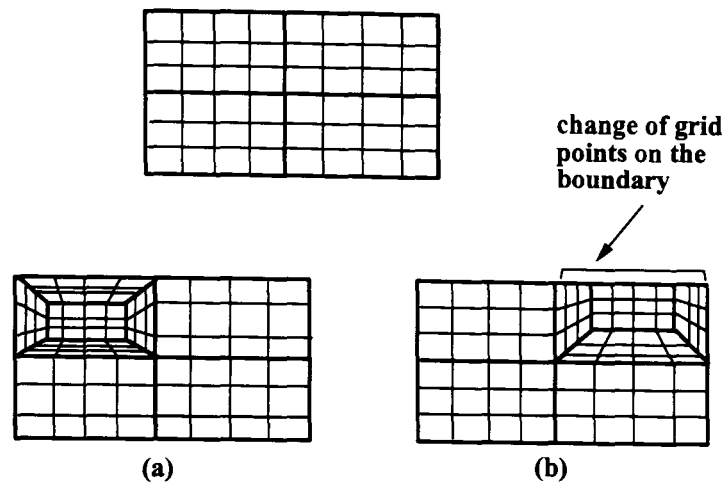 change of grid
points on the
boundary
(a)
(b)